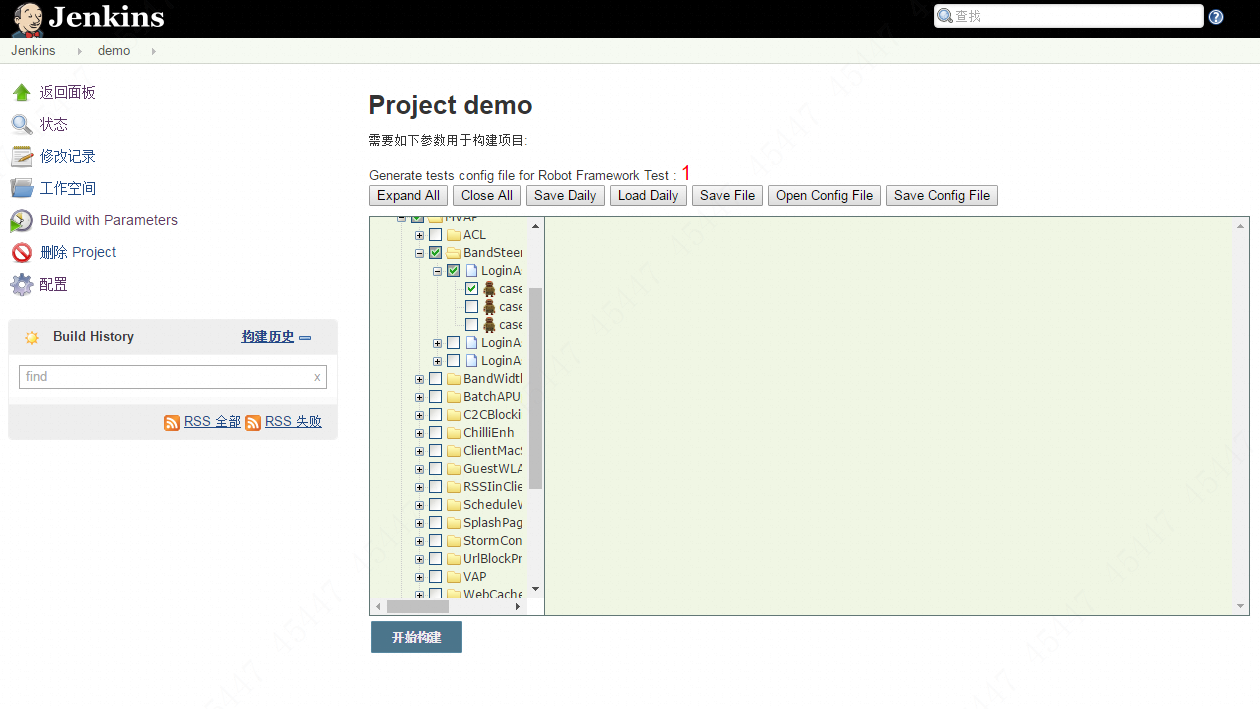 Jenkins
查找
Jenkins demo
返回面板
状态
修改记录
工作空间
Build with Parameters
删除 Project
配置
Build History 构建历史
find x
RSS 全部 RSS 失败
Project demo
需要如下参数用于构建项目:
Generate tests config file for Robot Framework Test : 1
Expand All Close All Save Daily Load Daily Save File Open Config File Save Config File
MVAP
ACL
BandSteer
LoginA
case
case
case
LoginA
LoginA
BandWidth
BatchAPU
C2CBlocki
ChilliEnh
ClientMacS
GuestWLA
RSSIinClie
ScheduleW
SplashPag
StormCon
UrlBlockPr
VAP
WebCache
开始构建
45447